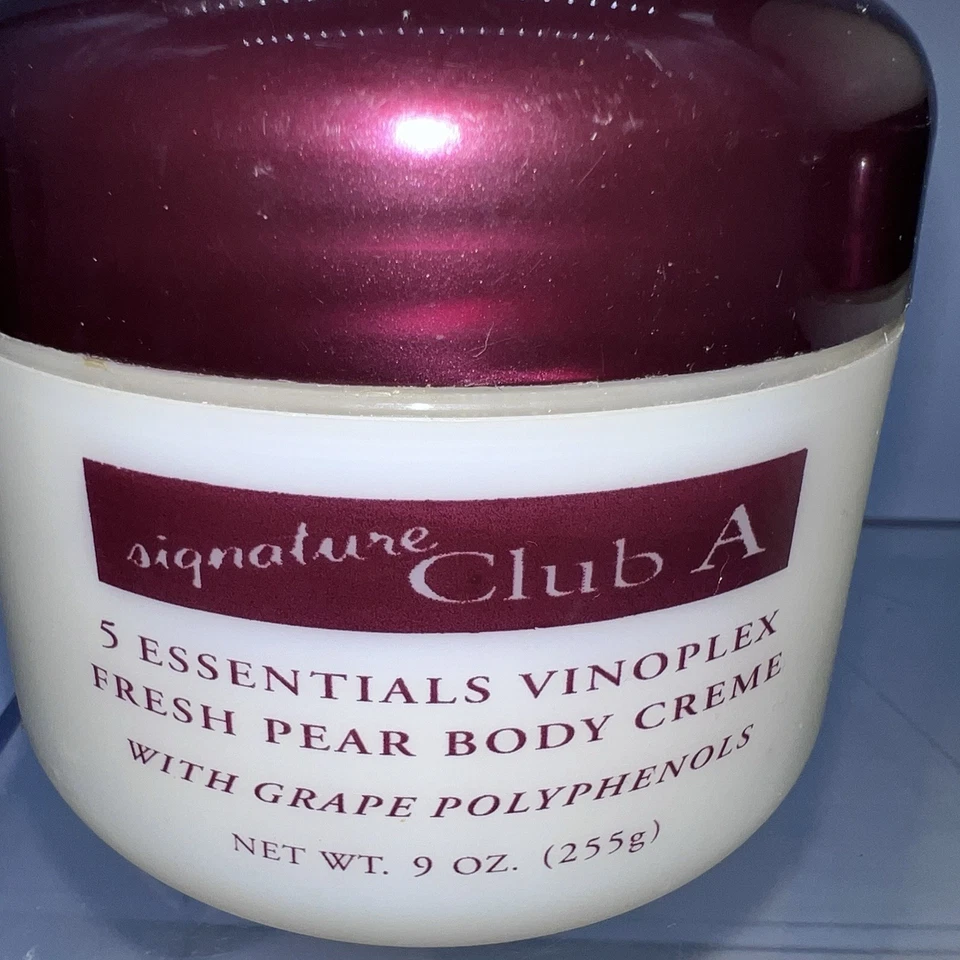 signature Club A
5 ESSENTIALS VINOPLEX
FRESH PEAR BODY CREME
WITH GRAPE POLYPHENOLS
NET WT. 9 OZ. (255g)